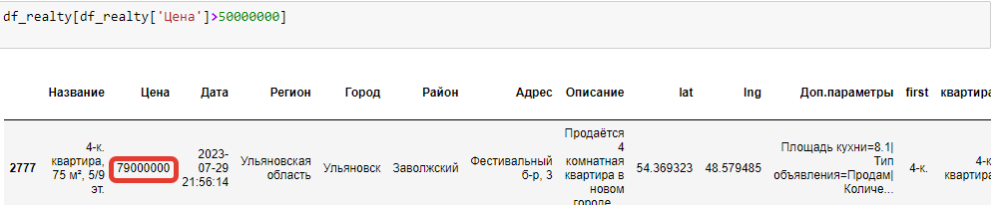 df_realty[df_realty['Цена']>50000000]
Название Цена Дата Регион Город Район Адрес Описание lat lng Доп.параметры first квартира
2777 4-к. квартира, 75 м², 5/9 эт. 79000000 2023-07-29 21:56:14 Ульяновская область Ульяновск Заволжский Фестивальный б-р, 3 Продаётся 4 комнатная квартира в новом городе... 54.369323 48.579485 Площадь кухни=8.1| Тип объявления=Продам| Количе... 4-к. 4-к квартира